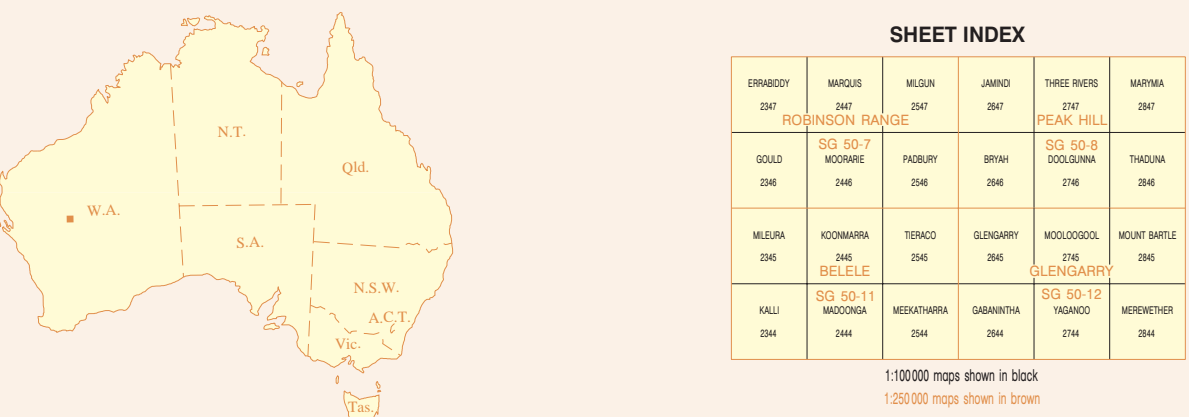 N.T.
Qld.
W.A.
S.A.
N.S.W.
A.C.T.
Vic.
Tas.
SHEET INDEX
ERRABIDDY MARQUIS MILGUN JAMINDI THREE RIVERS MARYMIA
2347 2447 2547 2647 2747 2847
ROBINSON RANGE PEAK HILL
SG 50-7 SG 50-8
GOULD MOORARIE PADBURY BRYAH DOOLGUNNA THADUNA
2346 2446 2546 2646 2746 2846
MILEURA KOONMARRA TIERACO GLENGARRY MOOLOOGOOL MOUNT BARTLE
2345 2445 2545 2645 2745 2845
BELELE GLENGARRY
SG 50-11 SG 50-12
KALLI MADOONGA MEEKATHARRA GABANINTHA YAGANOO MEREWETHER
2344 2444 2544 2644 2744 2844
1:100 000 maps shown in black
1:250 000 maps shown in brown